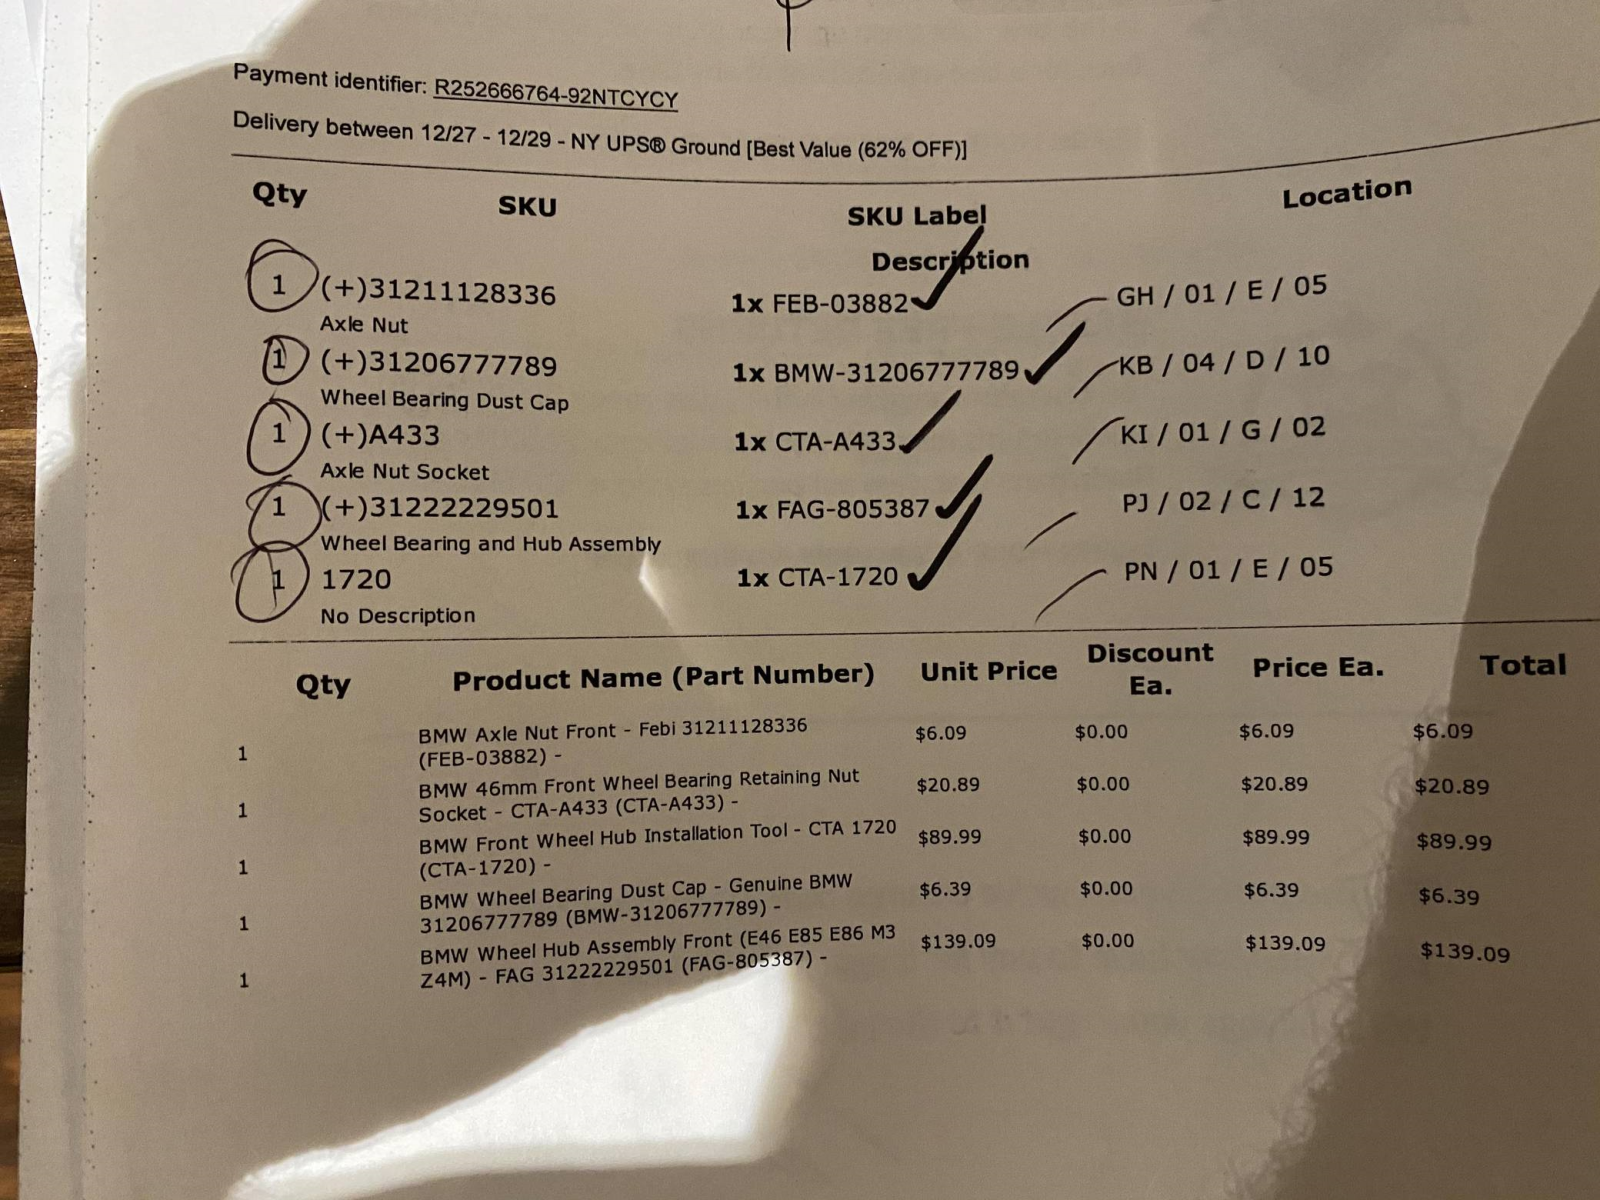 Payment identifier: R252666764-92NTCYCY
Delivery between 12/27 - 12/29 - NY UPS® Ground [Best Value (62% OFF)]
Qty SKU SKU Label Location
Description
1 (+)31211128336 1x FEB-03882 GH / 01 / E / 05
Axle Nut
1 (+)31206777789 1x BMW-31206777789 KB / 04 / D / 10
Wheel Bearing Dust Cap
1 (+)A433 1x CTA-A433 KI / 01 / G / 02
Axle Nut Socket
1 (+)31222229501 1x FAG-805387 PJ / 02 / C / 12
Wheel Bearing and Hub Assembly
1 1720 1x CTA-1720 PN / 01 / E / 05
No Description
Qty Product Name (Part Number) Unit Price Discount Ea. Price Ea. Total
BMW Axle Nut Front - Febi 31211128336 $6.09 $0.00 $6.09 $6.09
1 (FEB-03882) -
BMW 46mm Front Wheel Bearing Retaining Nut $20.89 $0.00 $20.89 $20.89
1 Socket - CTA-A433 (CTA-A433) -
BMW Front Wheel Hub Installation Tool - CTA 1720 $89.99 $0.00 $89.99 $89.99
1 (CTA-1720) -
BMW Wheel Bearing Dust Cap - Genuine BMW $6.39 $0.00 $6.39 $6.39
1 31206777789 (BMW-31206777789) -
BMW Wheel Hub Assembly Front (E46 E85 E86 M3 $139.09 $0.00 $139.09 $139.09
1 Z4M) - FAG 31222229501 (FAG-805387) -